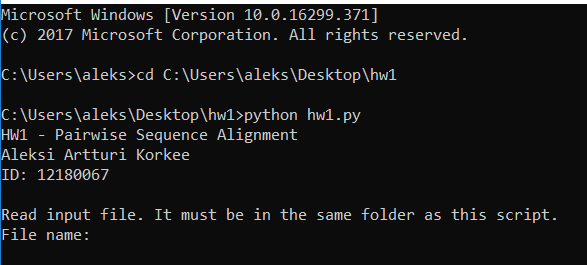 Microsoft Windows [Version 10.0.16299.371]
(c) 2017 Microsoft Corporation. All rights reserved.
C:\Users\aleks>cd C:\Users\aleks\Desktop\hw1
C:\Users\aleks\Desktop\hw1>python hw1.py
HW1 - Pairwise Sequence Alignment
Aleksi Artturi Korkee
ID: 12180067
Read input file. It must be in the same folder as this script.
File name: